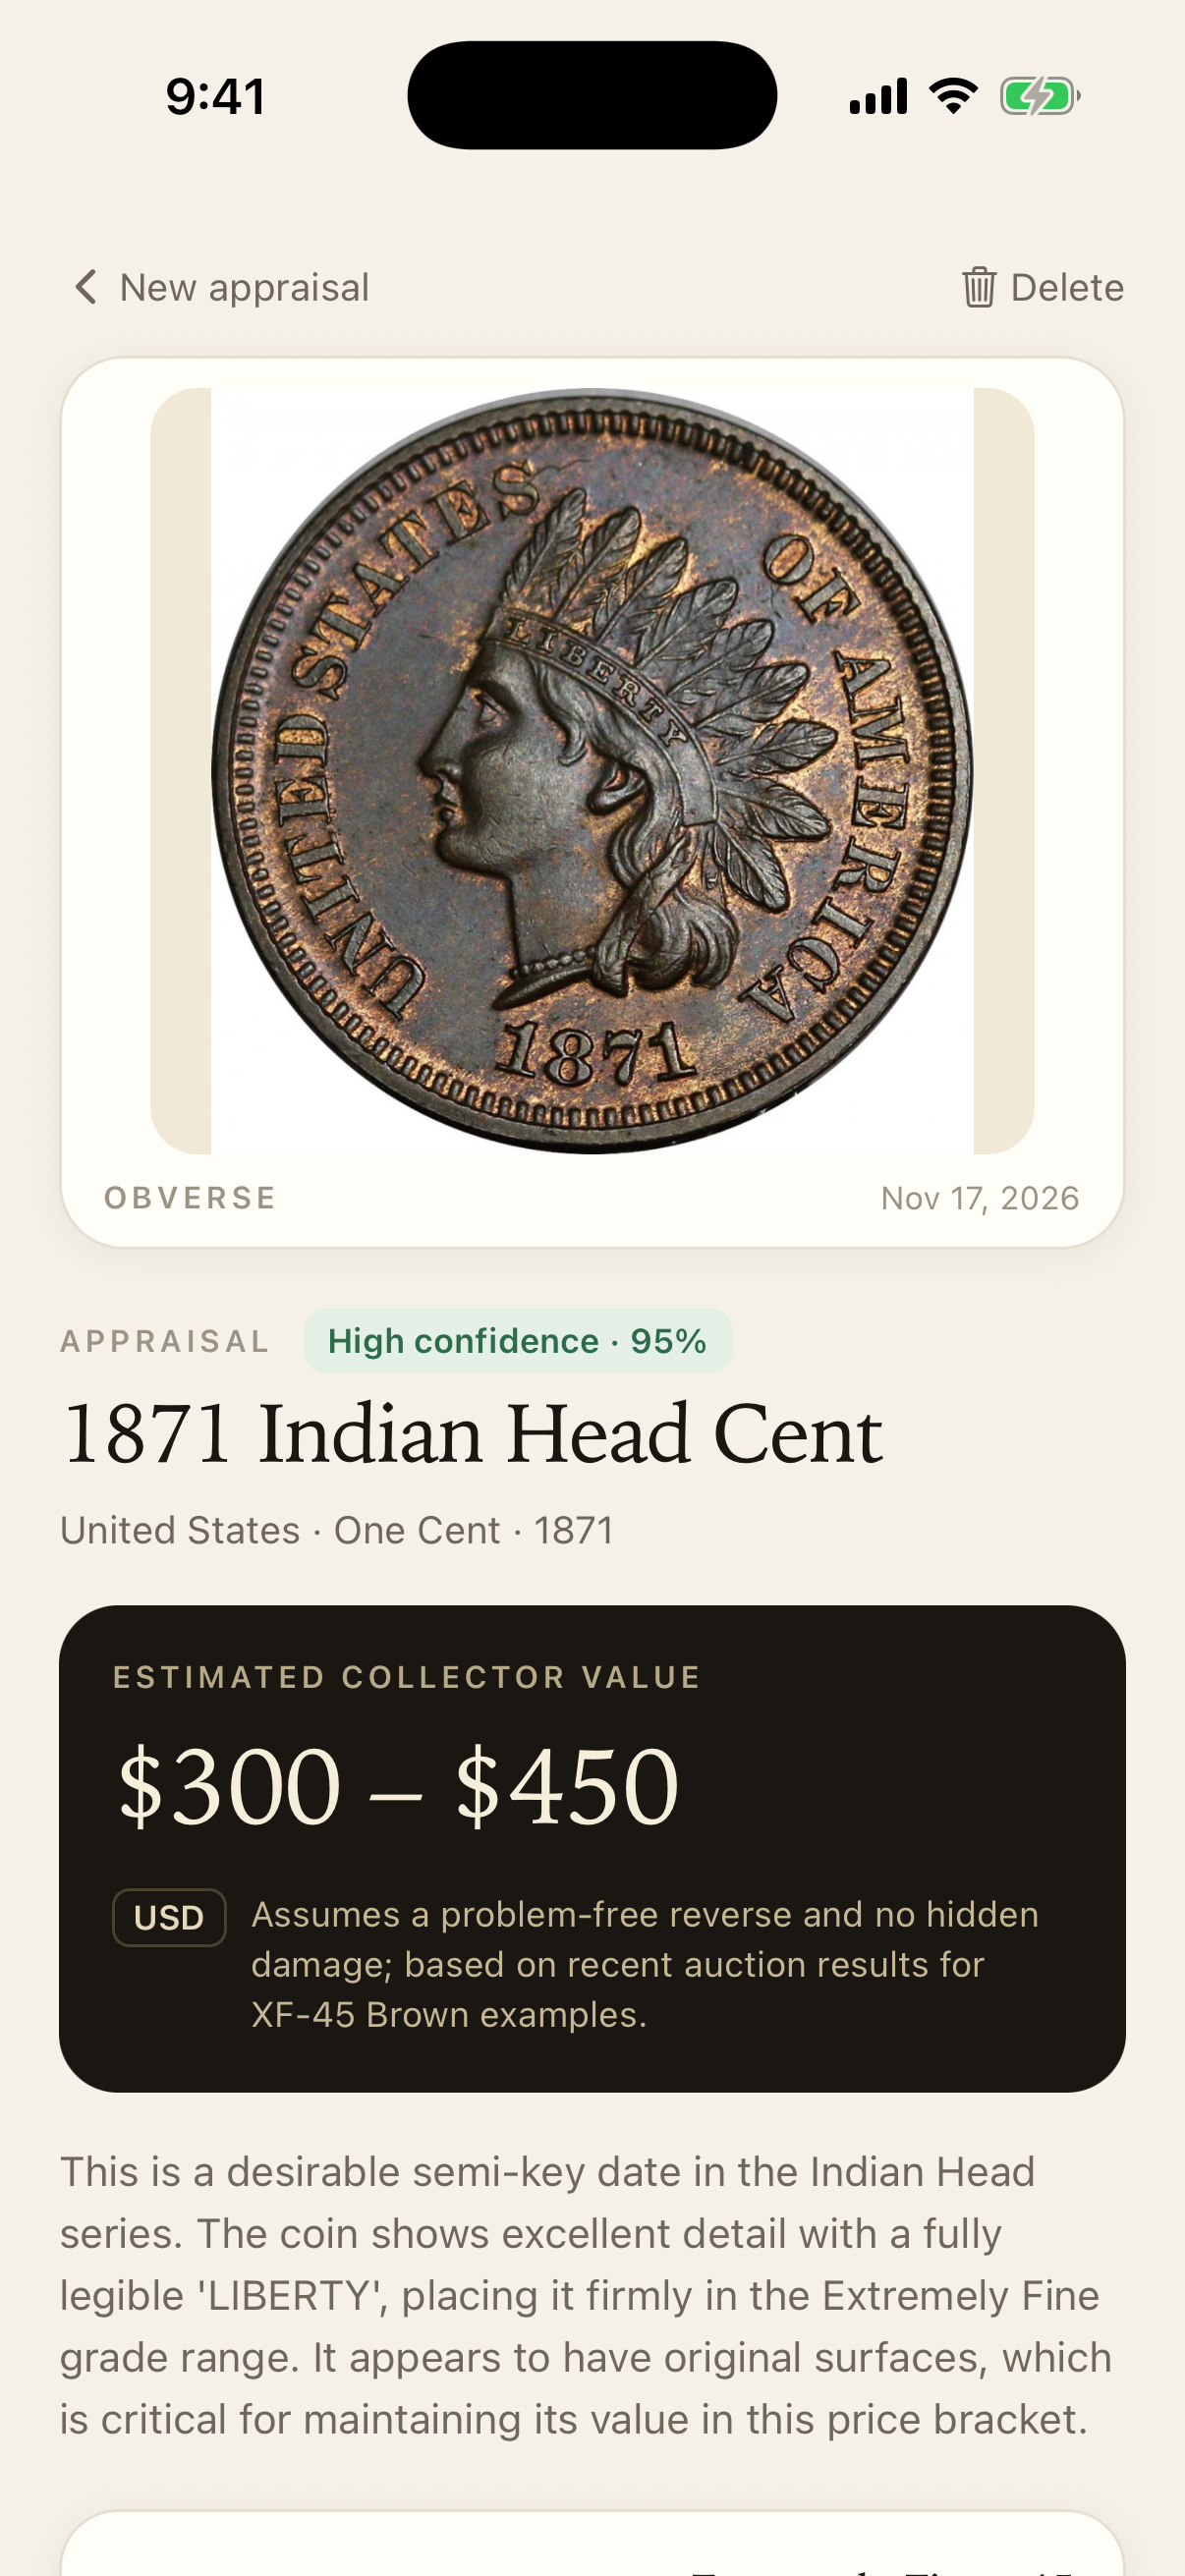 9:41
New appraisal
Delete
UNITED STATES OF AMERICA
LIBERTY
1871
OBVERSE
Nov 17, 2026
APPRAISAL
High confidence · 95%
1871 Indian Head Cent
United States · One Cent · 1871
ESTIMATED COLLECTOR VALUE
$300 – $450
USD
Assumes a problem-free reverse and no hidden
damage; based on recent auction results for
XF-45 Brown examples.
This is a desirable semi-key date in the Indian Head
series. The coin shows excellent detail with a fully
legible 'LIBERTY', placing it firmly in the Extremely Fine
grade range. It appears to have original surfaces, which
is critical for maintaining its value in this price bracket.